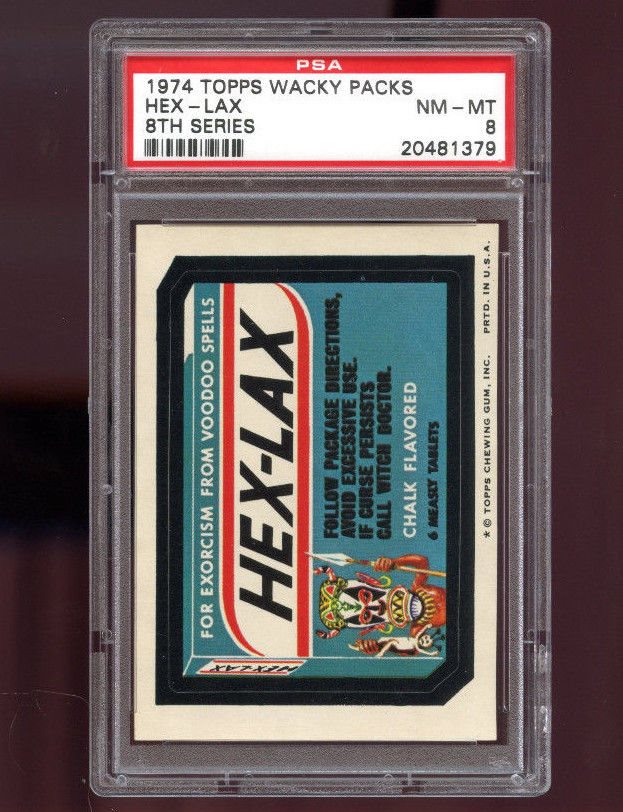 PSA
1974 TOPPS WACKY PACKS
HEX-LAX NM-MT
8TH SERIES 8
20481379
FOR EXORCISM FROM VOODOO SPELLS
HEX-LAX
FOLLOW PACKAGE DIRECTIONS,
AVOID EXCESSIVE USE.
IF CURSE PERSISTS
CALL WITCH DOCTOR.
CHALK FLAVORED
6 MEASLY TABLETS
HEX-LAX
* © TOPPS CHEWING GUM, INC. PRTD. IN U.S.A.